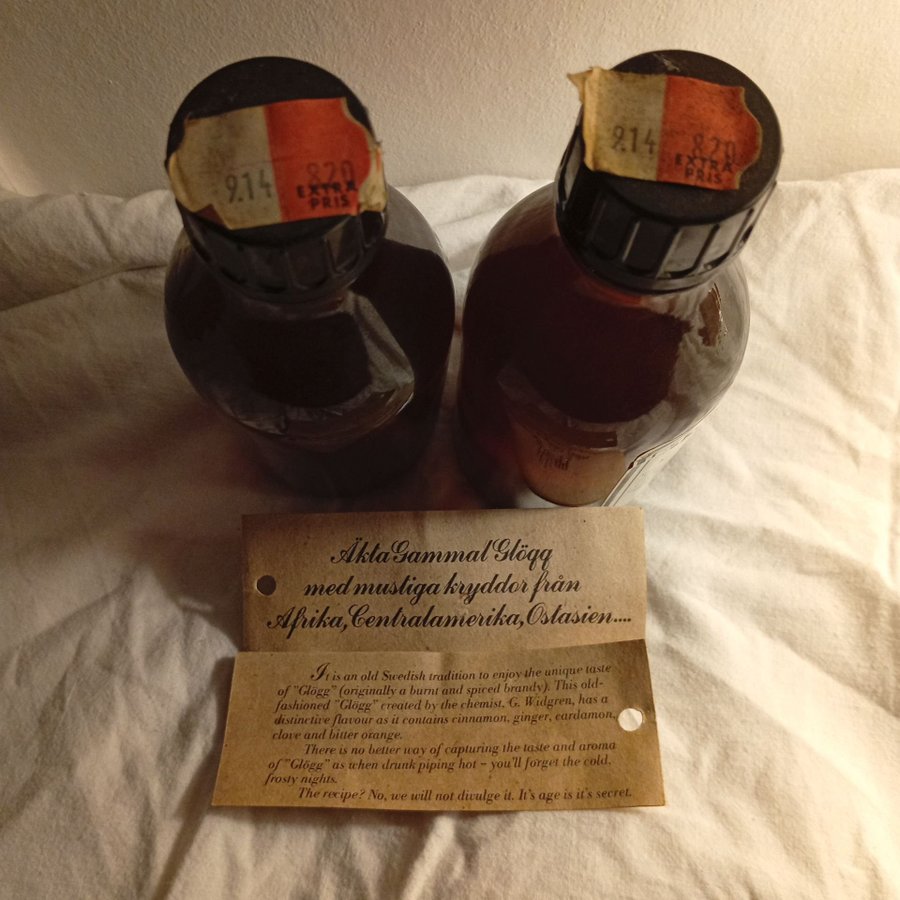 9.14 8.20
EXTRA
PRIS
9.14 8.20
EXTRA
PRIS
Äkta Gammal Glögg
med mustiga kryddor från
Afrika, Centralamerika, Ostasien....
It is an old Swedish tradition to enjoy the unique taste
of "Glögg" (originally a burnt and spiced brandy). This old-
fashioned "Glögg" created by the chemist, G. Widgren, has a
distinctive flavour as it contains cinnamon, ginger, cardamon,
clove and bitter orange.
There is no better way of capturing the taste and aroma
of "Glögg" as when drunk piping hot – you'll forget the cold,
frosty nights.
The recipe? No, we will not divulge it. It's age is it's secret.